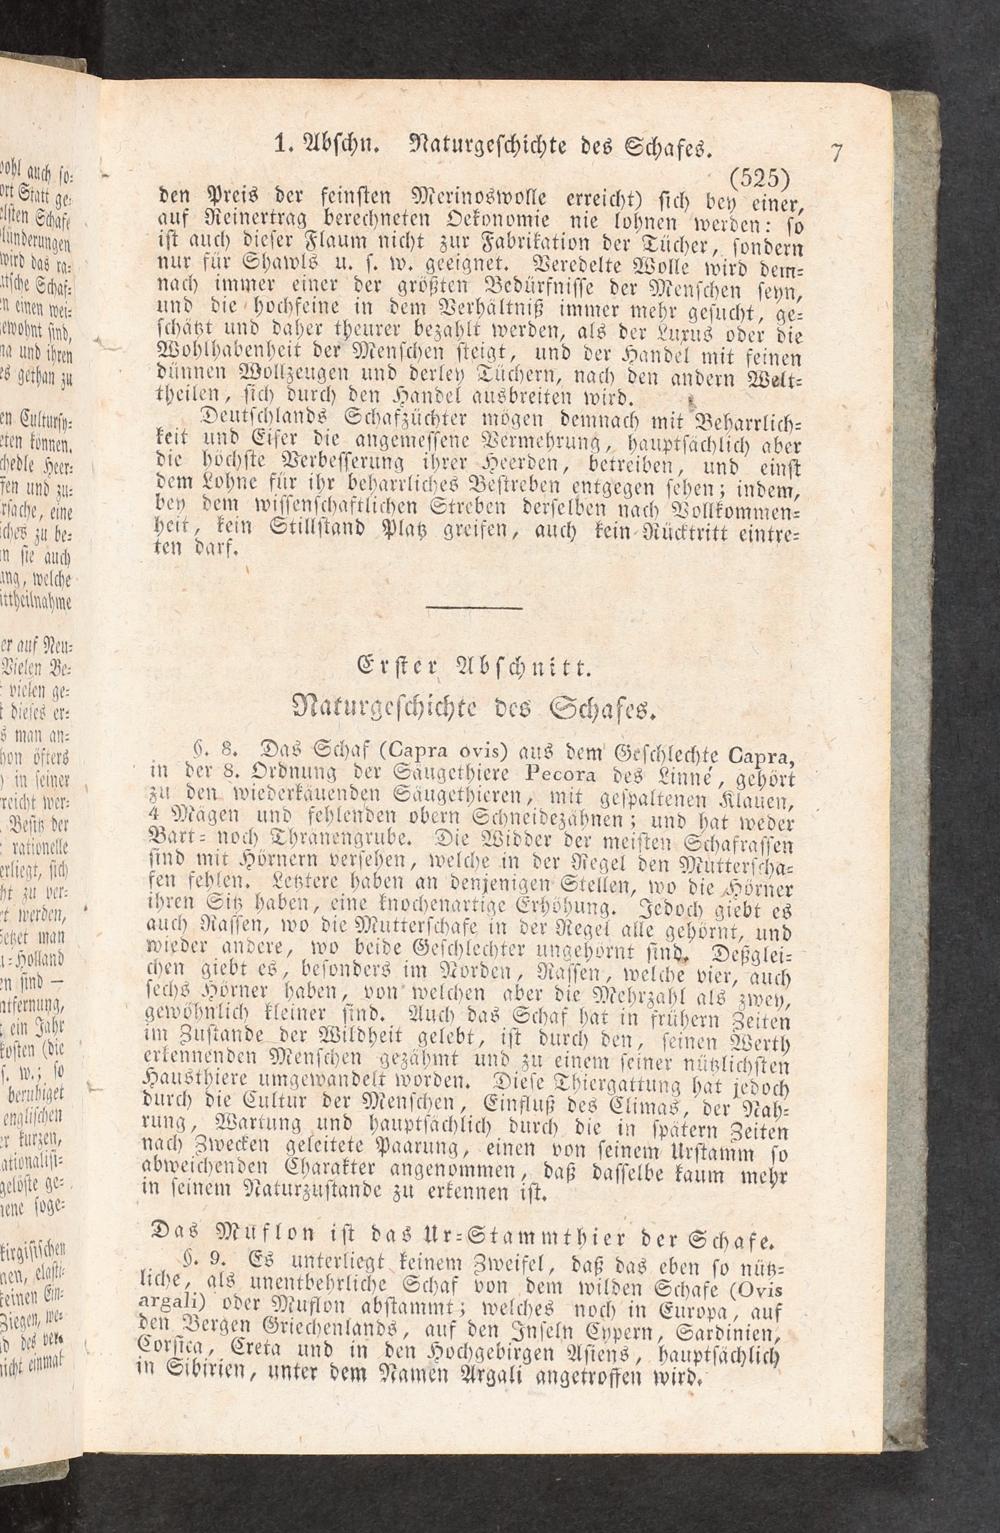 1. Abschn. Naturgeschichte des Schafes. 7
(525)
den Preis der feinsten Merinoswolle erreicht) sich bey einer,
auf Reinertrag berechneten Oekonomie nie lohnen werden: so
ist auch dieser Flaum nicht zur Fabrikation der Tücher, sondern
nur für Shawls u. s. w. geeignet. Veredelte Wolle wird dem-
nach immer einer der größten Bedürfnisse der Menschen seyn,
und die hochfeine in dem Verhältniß immer mehr gesucht, ge-
schätzt und daher theurer bezahlt werden, als der Luxus oder die
Wohlhabenheit der Menschen steigt, und der Handel mit feinen
dünnen Wollzeugen und derley Tüchern, nach den andern Welt-
theilen, sich durch den Handel ausbreiten wird.
Deutschlands Schafzüchter mögen demnach mit Beharrlich-
keit und Eifer die angemessene Vermehrung, hauptsächlich aber
die höchste Verbesserung ihrer Heerden, betreiben, und einst
dem Lohne für ihr beharrliches Bestreben entgegen sehen; indem,
bey dem wissenschaftlichen Streben derselben nach Vollkommen-
heit, kein Stillstand Platz greifen, auch kein Rücktritt eintre-
ten darf.
Erster Abschnitt.
Naturgeschichte des Schafes.
§. 8. Das Schaf (Capra ovis) aus dem Geschlechte Capra,
in der 8. Ordnung der Säugethiere Pecora des Linné, gehört
zu den wiederkäuenden Säugethieren, mit gespaltenen Klauen,
4 Mägen und fehlenden obern Schneidezähnen; und hat weder
Bart- noch Thränengrube. Die Widder der meisten Schafrassen
sind mit Hörnern versehen, welche in der Regel den Mutterscha-
fen fehlen. Letztere haben an denjenigen Stellen, wo die Hörner
ihren Sitz haben, eine knochenartige Erhöhung. Jedoch giebt es
auch Rassen, wo die Mutterschafe in der Regel alle gehörnt, und
wieder andere, wo beide Geschlechter ungehörnt sind. Deßglei-
chen giebt es, besonders im Norden, Rassen, welche vier, auch
sechs Hörner haben, von welchen aber die Mehrzahl als zwey,
gewöhnlich kleiner sind. Auch das Schaf hat in frühern Zeiten
im Zustande der Wildheit gelebt, ist durch den, seinen Werth
erkennenden Menschen gezähmt und zu einem seiner nützlichsten
Hausthiere umgewandelt worden. Diese Thiergattung hat jedoch
durch die Cultur der Menschen, Einfluß des Climas, der Nah-
rung, Wartung und hauptsächlich durch die in spätern Zeiten
nach Zwecken geleitete Paarung, einen von seinem Urstamm so
abweichenden Charakter angenommen, daß dasselbe kaum mehr
in seinem Naturzustande zu erkennen ist.
Das Muflon ist das Ur-Stammthier der Schafe.
§. 9. Es unterliegt keinem Zweifel, daß das eben so nütz-
liche, als unentbehrliche Schaf von dem wilden Schafe (Ovis
argali) oder Muflon abstammt; welches noch in Europa, auf
den Bergen Griechenlands, auf den Inseln Cypern, Sardinien,
Corsica, Creta und in den Hochgebirgen Asiens, hauptsächlich
in Sibirien, unter dem Namen Argali angetroffen wird.